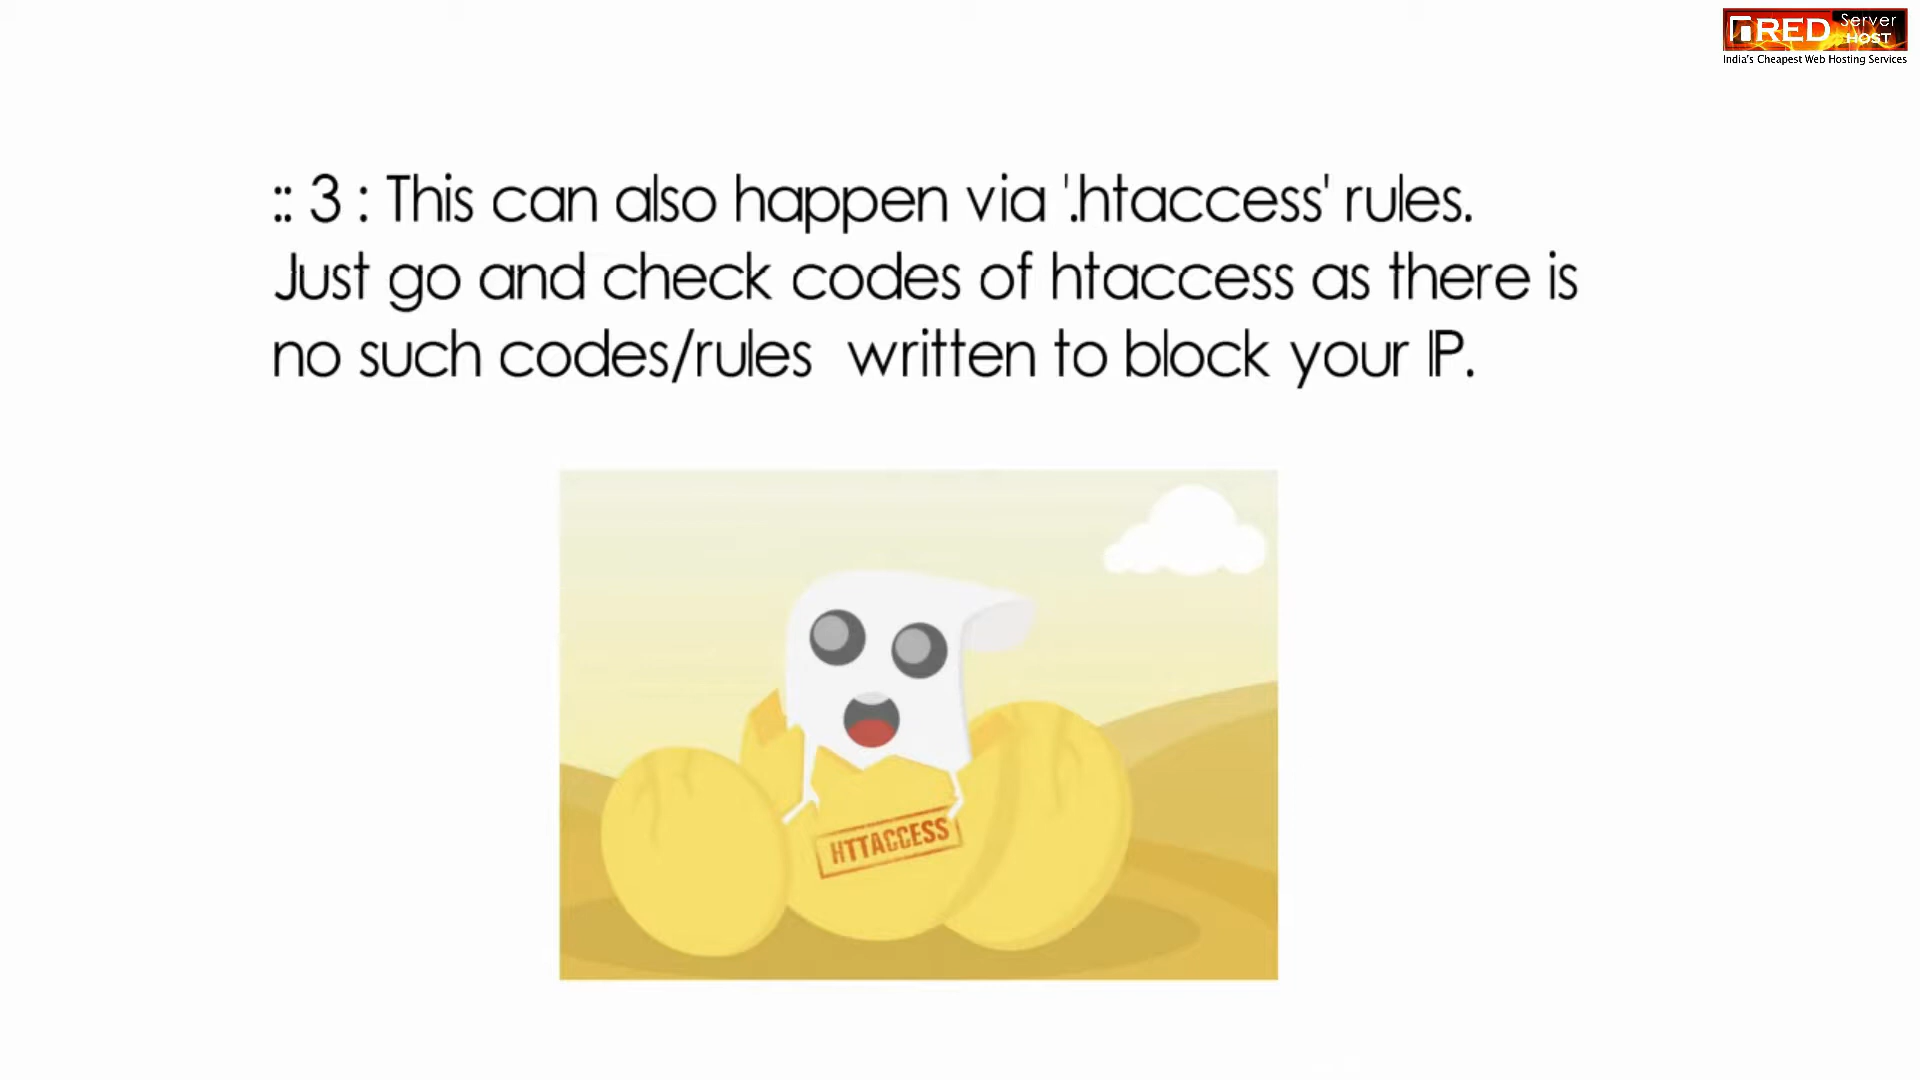 RED Server
HOST
India's Cheapest Web Hosting Services
:: 3 : This can also happen via '.htaccess' rules.
Just go and check codes of htaccess as there is
no such codes/rules written to block your IP.
HTTACCESS